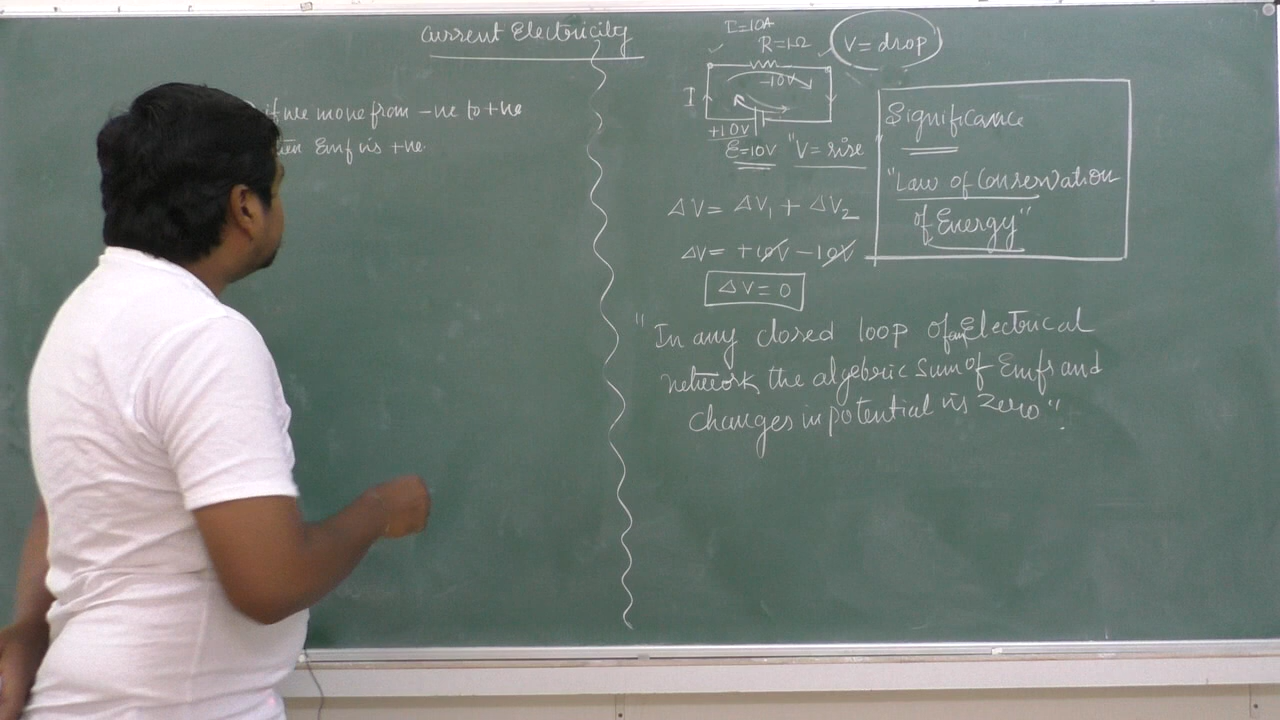 Current Electricity
if we move from -ve to +ve
Emf is +ve.
I=10A
R=1Ω
V= drop
-10V
I
+10V
E=10V "V= rise
ΔV= ΔV1 + ΔV2
ΔV= +10V -10V
ΔV= 0
Significance
"Law of Conservation
of Energy"
"In any closed loop of an Electrical
network, the algebric sum of Emfs and
changes in potential is Zero".